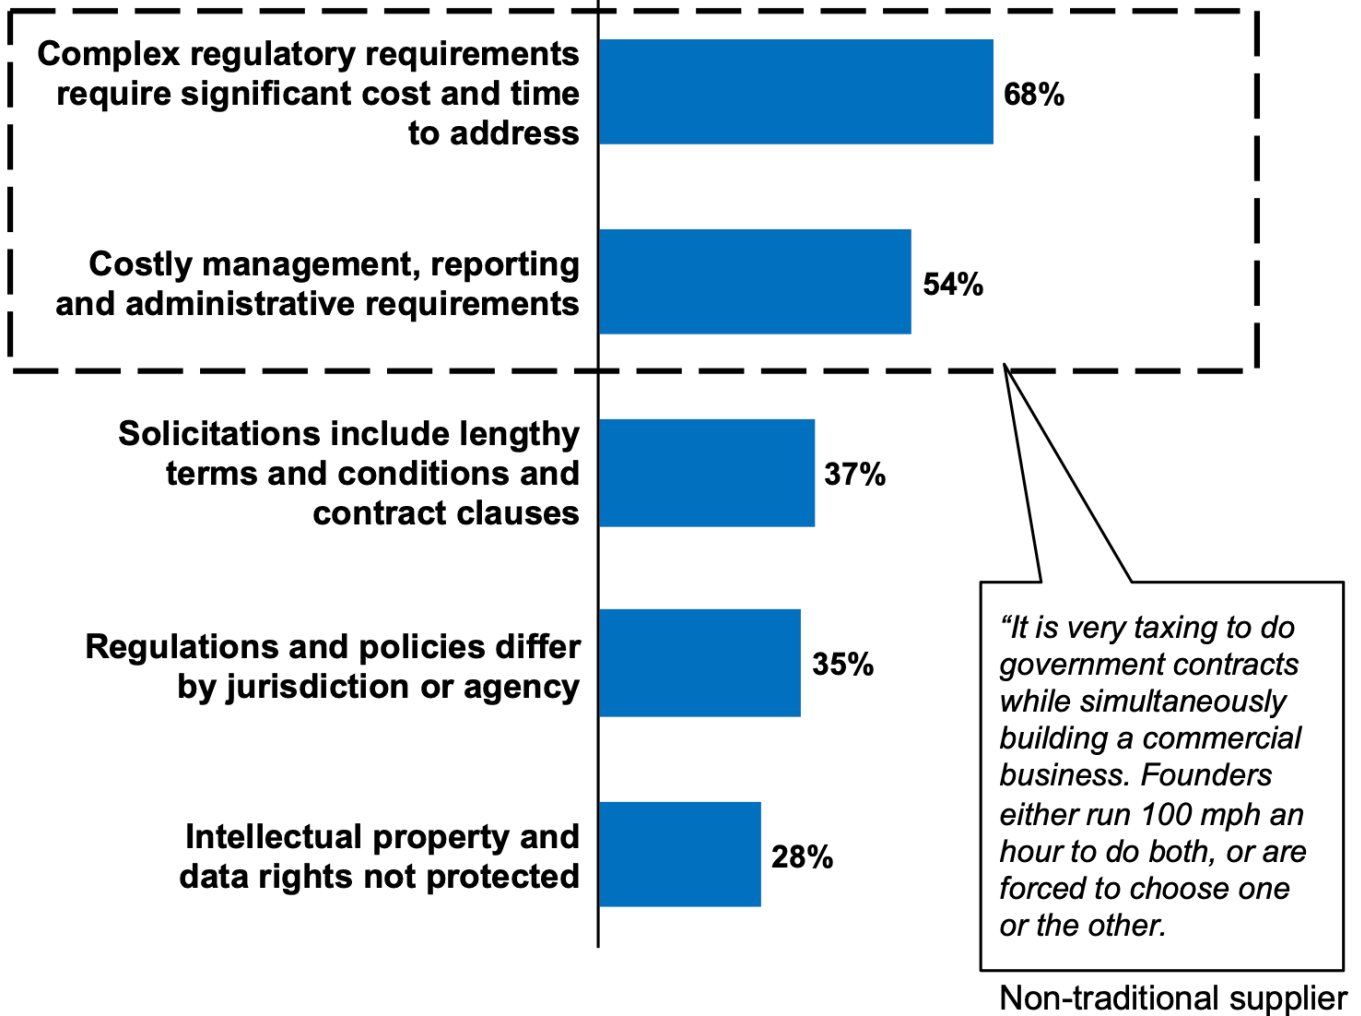 Complex regulatory requirements
require significant cost and time
to address
68%
Costly management, reporting
and administrative requirements
54%
Solicitations include lengthy
terms and conditions and
contract clauses
37%
Regulations and policies differ
by jurisdiction or agency
35%
Intellectual property and
data rights not protected
28%
“It is very taxing to do
government contracts
while simultaneously
building a commercial
business. Founders
either run 100 mph an
hour to do both, or are
forced to choose one
or the other.
Non-traditional supplier